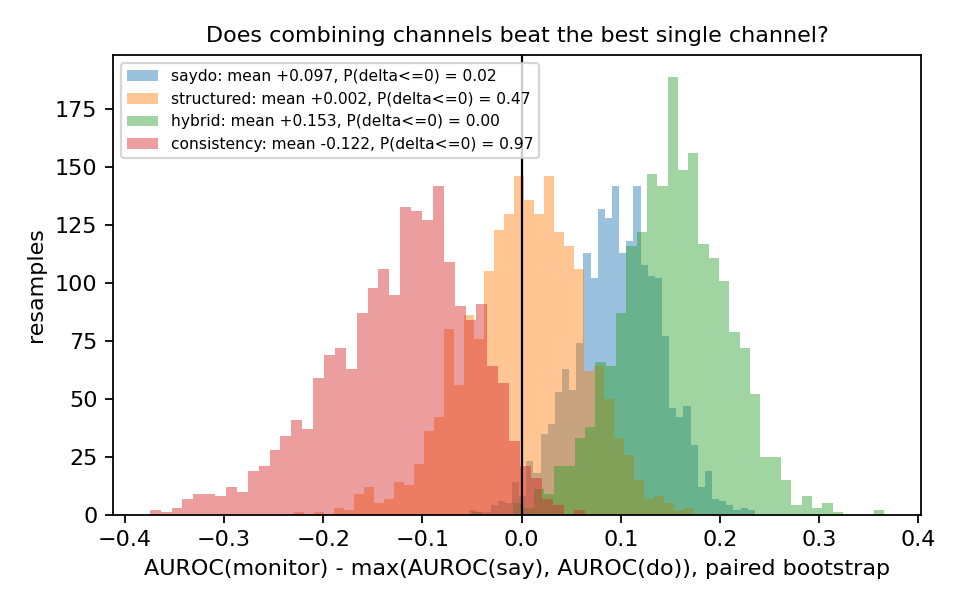 Does combining channels beat the best single channel?
saydo: mean +0.097, P(delta<=0) = 0.02
structured: mean +0.002, P(delta<=0) = 0.47
hybrid: mean +0.153, P(delta<=0) = 0.00
consistency: mean -0.122, P(delta<=0) = 0.97
resamples
175
150
125
100
75
50
25
0
−0.4 −0.3 −0.2 −0.1 0.0 0.1 0.2 0.3 0.4
AUROC(monitor) - max(AUROC(say), AUROC(do)), paired bootstrap